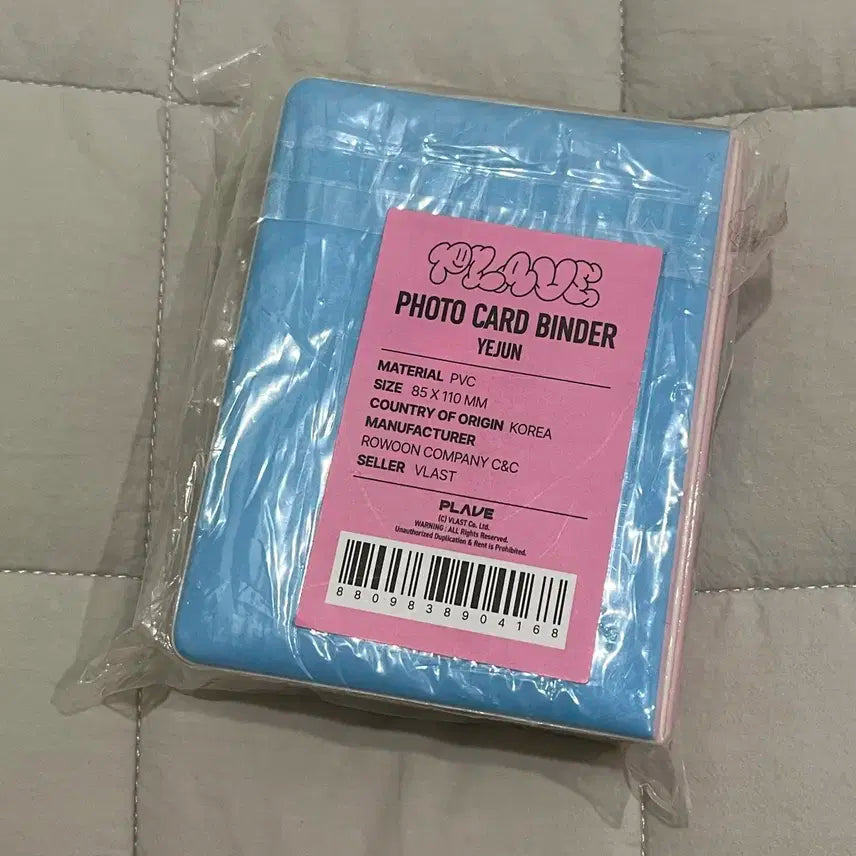 PLAVE
PHOTO CARD BINDER
YEJUN
MATERIAL PVC
SIZE 85 X 110 MM
COUNTRY OF ORIGIN KOREA
MANUFACTURER
ROWOON COMPANY C&C
SELLER VLAST
PLAVE
(C) VLAST Co. Ltd.
WARNING : ALL Rights Reserved.
Unauthorized Duplication & Rent is Prohibited.
8809838904168